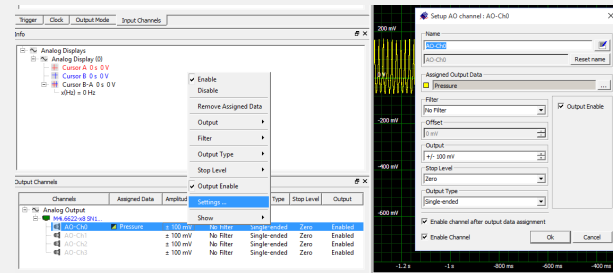 Trigger Clock Output Mode Input Channels
Info
Analog Displays
Analog Display (0)
Cursor A 0 s 0 V
Cursor B 0 s 0 V
Cursor B-A 0 s 0 V
x(Hz) = 0 Hz
Enable
Disable
Remove Assigned Data
Output
Filter
Output Type
Stop Level
Output Enable
Settings ...
Show
Output Channels
Channels Assigned Data Type Stop Level Output
Analog Output
M4i.6622-x8 SN1...
AO-Ch0 Pressure ± 100 mV No Filter Single-ended Zero Enabled
AO-Ch1 ± 100 mV No Filter Single-ended Zero Enabled
AO-Ch2 ± 100 mV No Filter Single-ended Zero Enabled
AO-Ch3 ± 100 mV No Filter Single-ended Zero Enabled
200 mV
0 V
-200 mV
-600 mV
-1.2 s -1 s -800 ms -600 ms -400 ms
Setup AO channel : AO-Ch0
Name
AO-Ch0
AO-Ch0 Reset name
Assigned Output Data
Pressure ...
Filter
No Filter
Output Enable
Offset
0 mV
Output
+/- 100 mV
Stop Level
Zero
Output Type
Single-ended
Enable channel after output data assignment
Enable Channel Ok Cancel